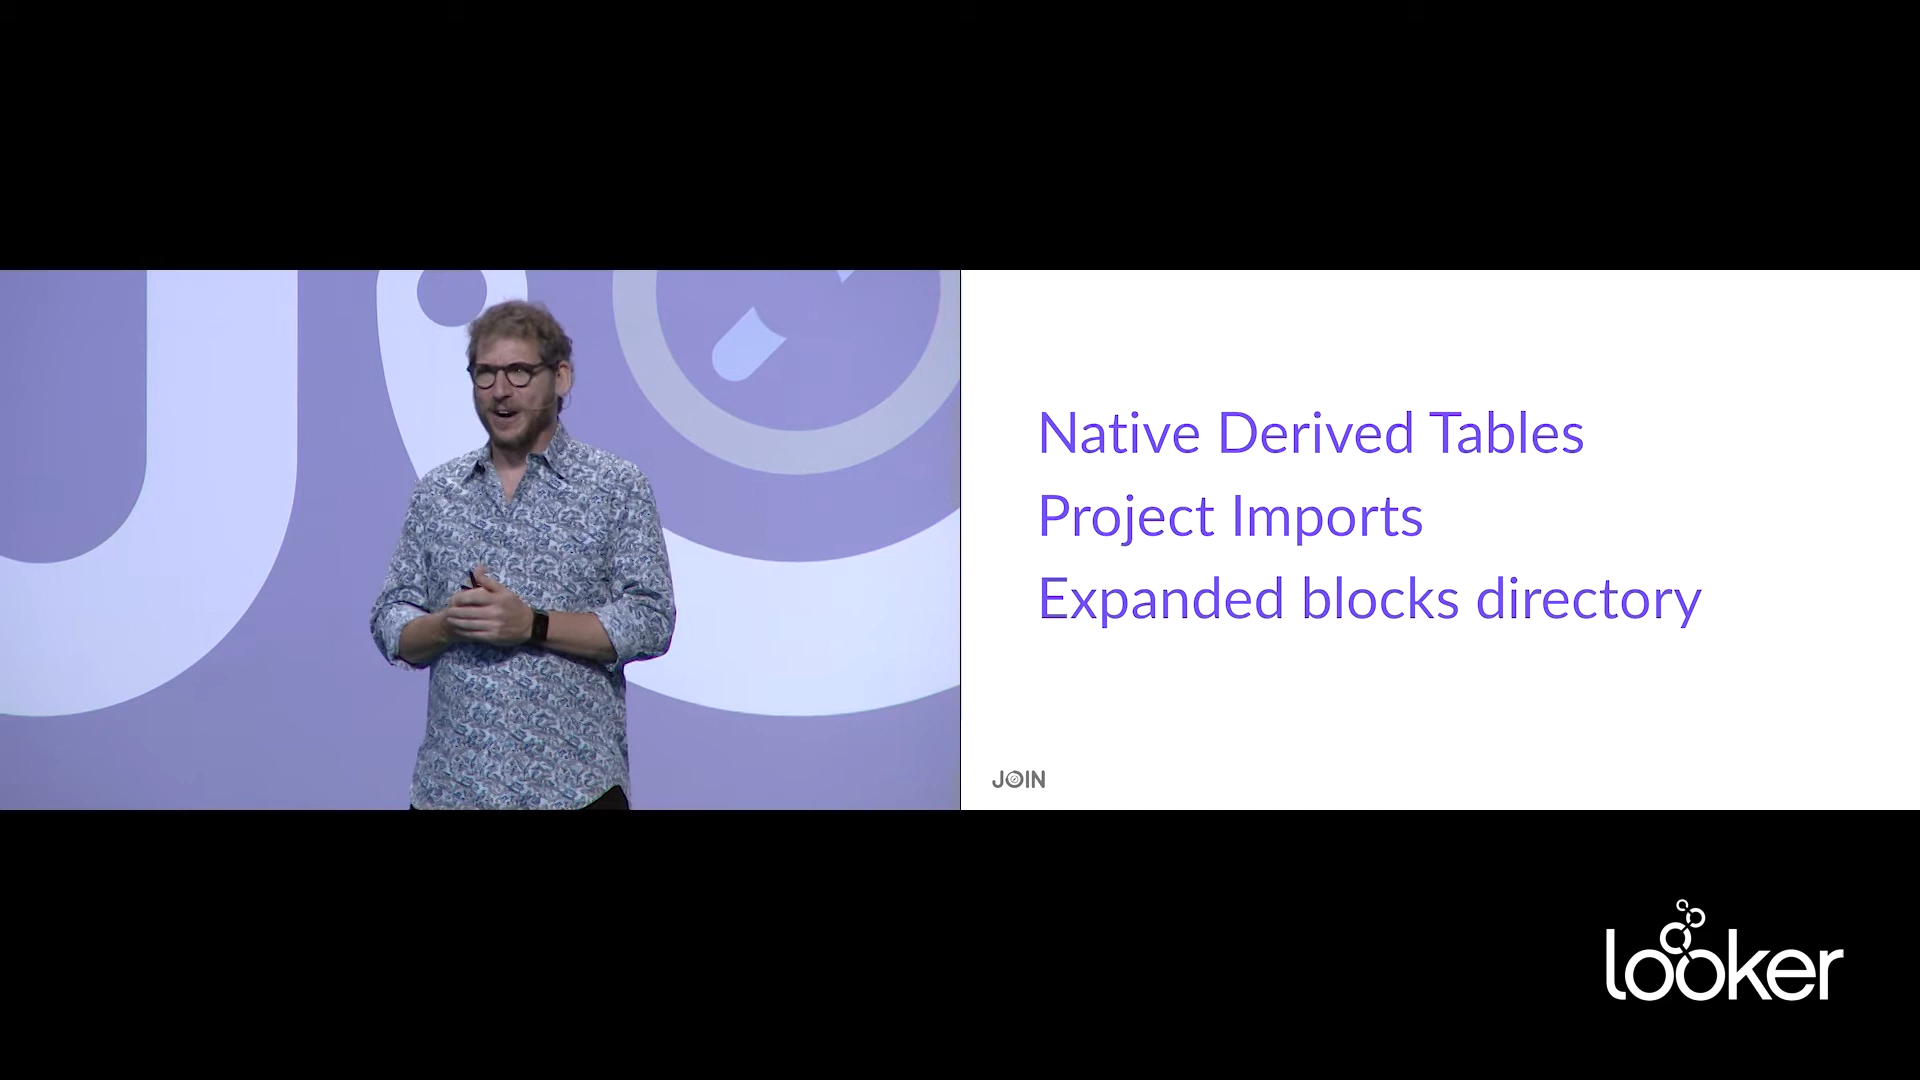 Native Derived Tables
Project Imports
Expanded blocks directory
JOIN
looker